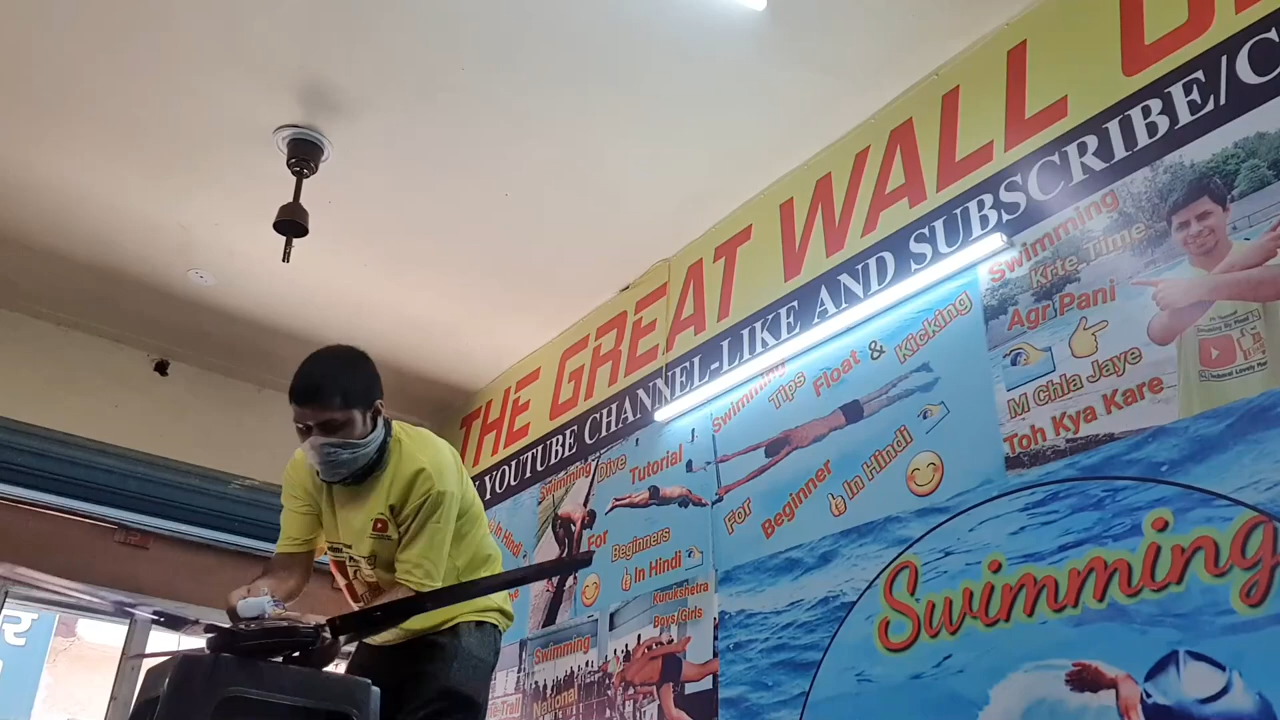 THE GREAT WALL
YOUTUBE CHANNEL-LIKE AND SUBSCRIBE/C
Swimming
Krte Time
Agr Pani
M Chla Jaye
Toh Kya Kare
Swimming
Tips Float & Kicking
For
Beginner
In Hindi
Swimming Dive Tutorial
For
Beginners
In Hindi
In Hindi
Kurukshetra
Boys/Girls
Swimming
National
Swimming
र